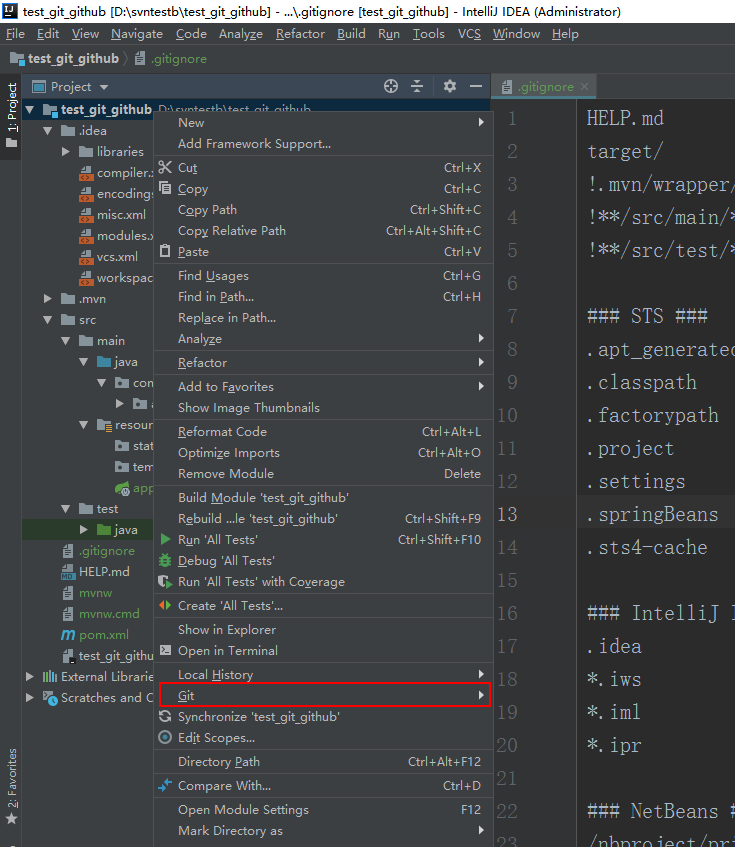 test_git_github [D:\svntestb\test_git_github] - ...\.gitignore [test_git_github] - IntelliJ IDEA (Administrator)
File Edit View Navigate Code Analyze Refactor Build Run Tools VCS Window Help
test_git_github .gitignore
1: Project
Project
test_git_github D:\svntestb\test_git_github
.idea
libraries
compiler.
encoding
misc.xml
modules.x
vcs.xml
workspac
.mvn
src
main
java
com
resour
stat
tem
app
test
java
.gitignore
HELP.md
mvnw
mvnw.cmd
pom.xml
test_git_githu
External Librarie
Scratches and C
2: Favorites
New
Add Framework Support...
Cut Ctrl+X
Copy Ctrl+C
Copy Path Ctrl+Shift+C
Copy Relative Path Ctrl+Alt+Shift+C
Paste Ctrl+V
Find Usages Ctrl+G
Find in Path... Ctrl+H
Replace in Path...
Analyze
Refactor
Add to Favorites
Show Image Thumbnails
Reformat Code Ctrl+Alt+L
Optimize Imports Ctrl+Alt+O
Remove Module Delete
Build Module 'test_git_github'
Rebuild ...le 'test_git_github' Ctrl+Shift+F9
Run 'All Tests' Ctrl+Shift+F10
Debug 'All Tests'
Run 'All Tests' with Coverage
Create 'All Tests'...
Show in Explorer
Open in Terminal
Local History
Git
Synchronize 'test_git_github'
Edit Scopes...
Directory Path Ctrl+Alt+F12
Compare With... Ctrl+D
Open Module Settings F12
Mark Directory as
.gitignore
1 HELP.md
2 target/
3 !.mvn/wrapper/
4 !**/src/main/*
5 !**/src/test/*
6
7 ### STS ###
8 .apt_generated
9 .classpath
10 .factorypath
11 .project
12 .settings
13 .springBeans
14 .sts4-cache
15
16 ### IntelliJ I
17 .idea
18 *.iws
19 *.iml
20 *.ipr
21
22 ### NetBeans #
23 /nbproject/pri